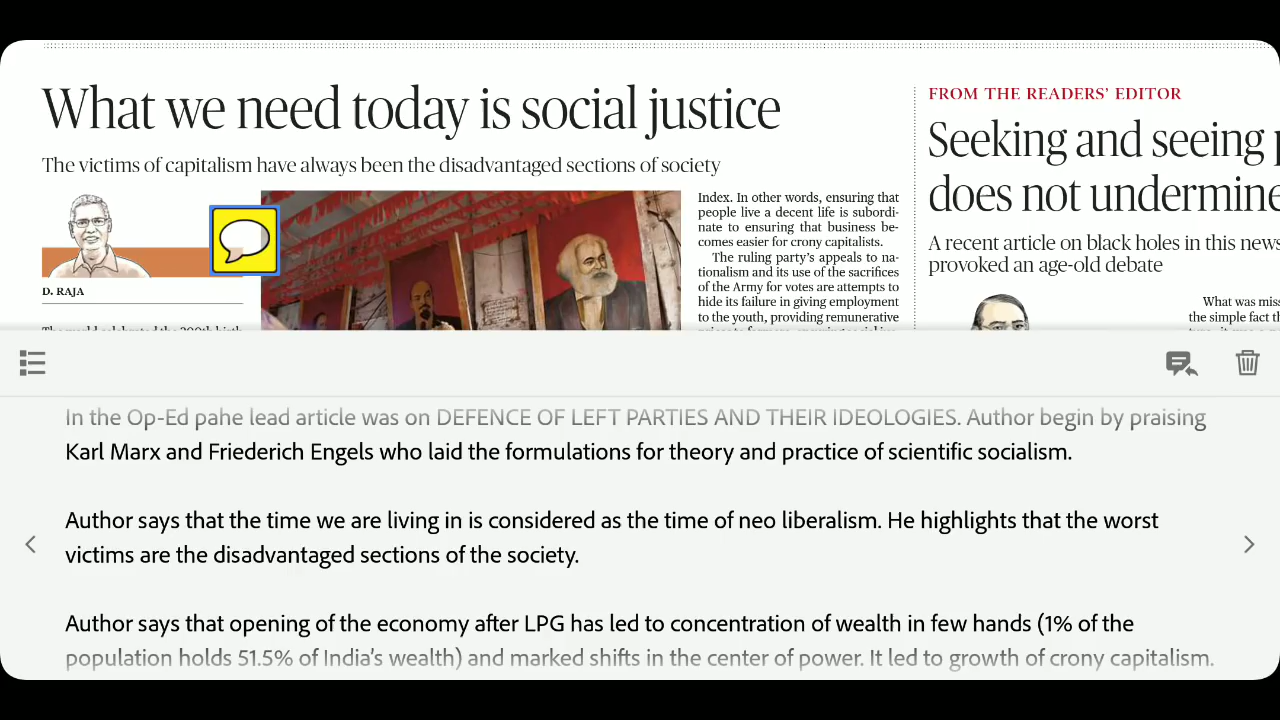 What we need today is social justice
The victims of capitalism have always been the disadvantaged sections of society
D. RAJA
The world celebrated the 200th birth
Index. In other words, ensuring that
people live a decent life is subordi-
nate to ensuring that business be-
comes easier for crony capitalists.
The ruling party's appeals to na-
tionalism and its use of the sacrifices
of the Army for votes are attempts to
hide its failure in giving employment
to the youth, providing remunerative
FROM THE READERS' EDITOR
Seeking and seeing
does not undermine
A recent article on black holes in this news
provoked an age-old debate
What was mis
the simple fact th
In the Op-Ed pahe lead article was on DEFENCE OF LEFT PARTIES AND THEIR IDEOLOGIES. Author begin by praising
Karl Marx and Friederich Engels who laid the formulations for theory and practice of scientific socialism.
Author says that the time we are living in is considered as the time of neo liberalism. He highlights that the worst
victims are the disadvantaged sections of the society.
Author says that opening of the economy after LPG has led to concentration of wealth in few hands (1% of the
population holds 51.5% of India's wealth) and marked shifts in the center of power. It led to growth of crony capitalism.